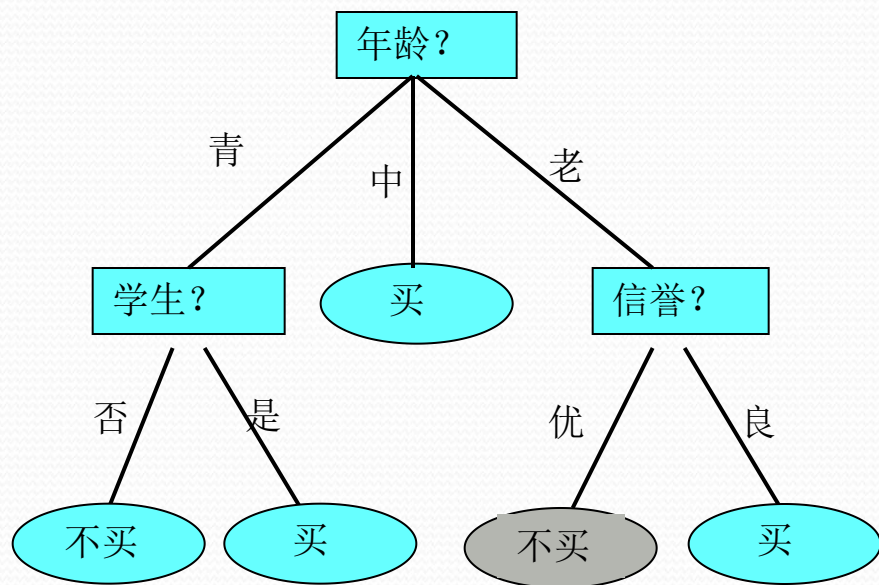 年龄？
青
中
老
学生？
买
信誉？
否
是
优
良
不买
买
不买
买